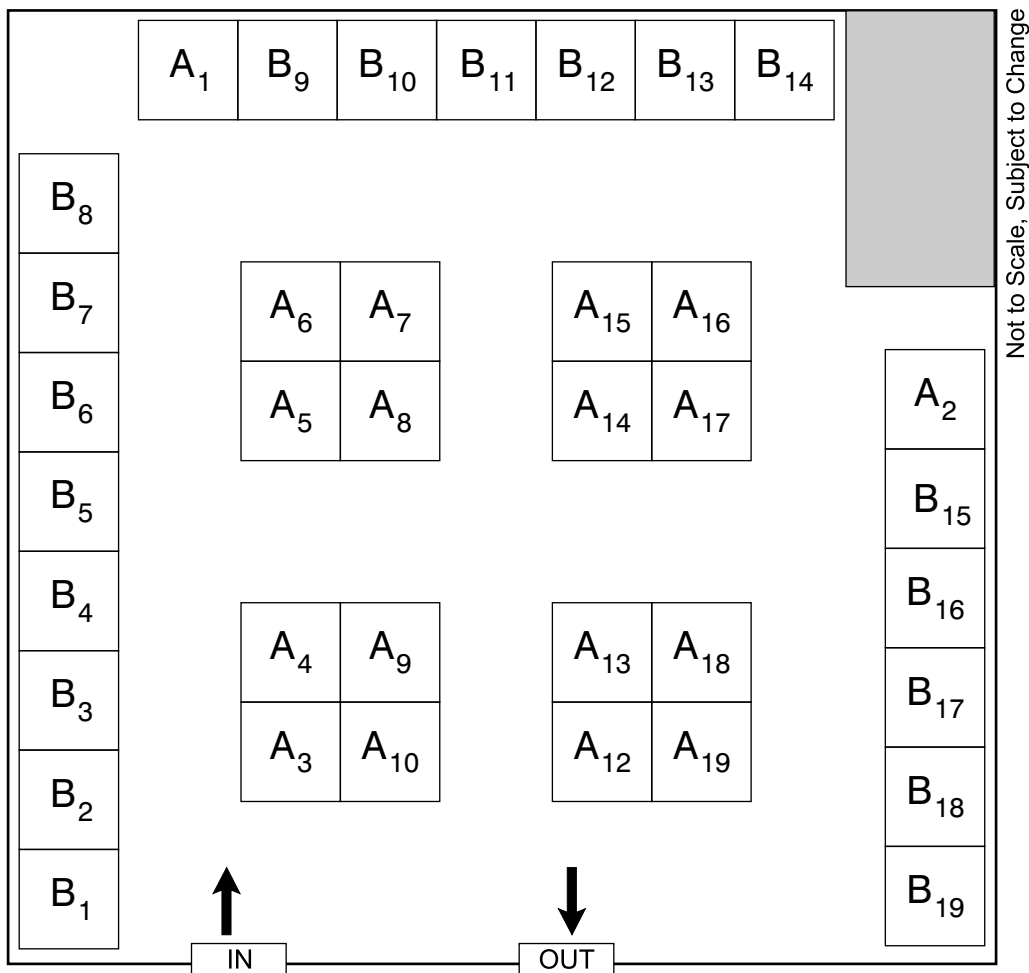 A1 B9 B10 B11 B12 B13 B14
Not to Scale, Subject to Change
B8
B7
B6
B5
B4
B3
B2
B1
A6 A7
A5 A8
A15 A16
A14 A17
A4 A9
A3 A10
A13 A18
A12 A19
A2
B15
B16
B17
B18
B19
IN
OUT